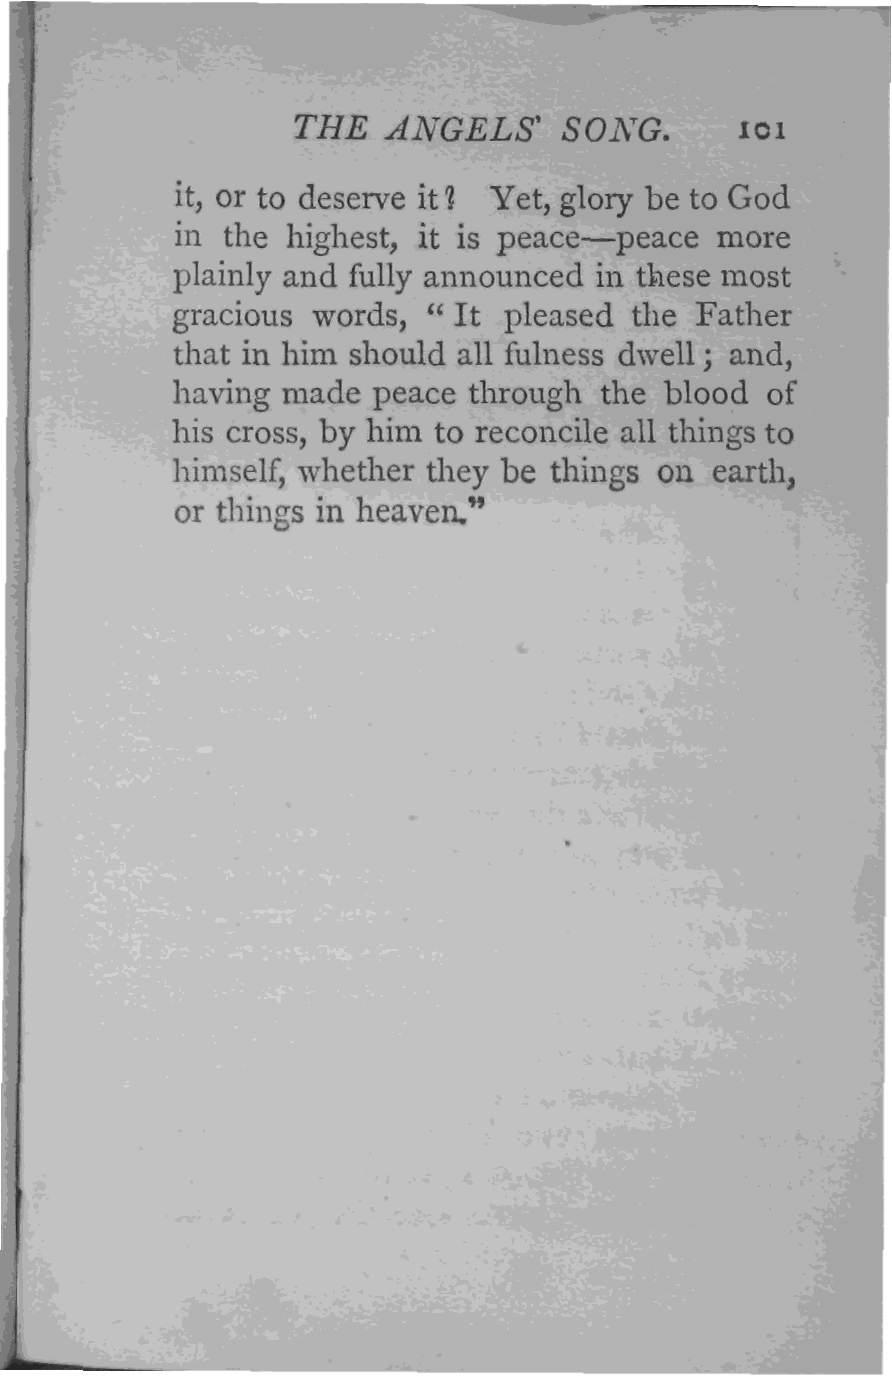 THE ANGELS' SONG. 101
it, or to deserve it? Yet, glory be to God
in the highest, it is peace—peace more
plainly and fully announced in these most
gracious words, “ It pleased the Father
that in him should all fulness dwell ; and,
having made peace through the blood of
his cross, by him to reconcile all things to
himself, whether they be things on earth,
or things in heaven.”